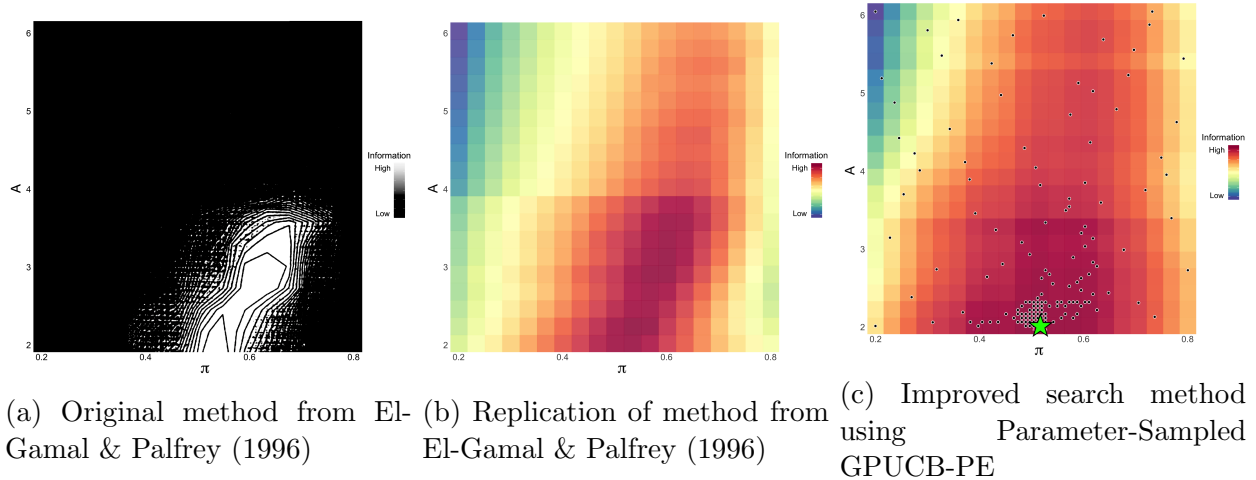 6
5
4
3
2
A
0.2
0.4
0.6
0.8
π
Information
High
Low
(a) Original method from El-
Gamal & Palfrey (1996)
6
5
4
3
2
A
0.2
0.4
0.6
0.8
π
Information
High
Low
(b) Replication of method from
El-Gamal & Palfrey (1996)
6
5
4
3
2
A
0.2
0.4
0.6
0.8
π
Information
High
Low
(c) Improved search method
using Parameter-Sampled
GPUCB-PE